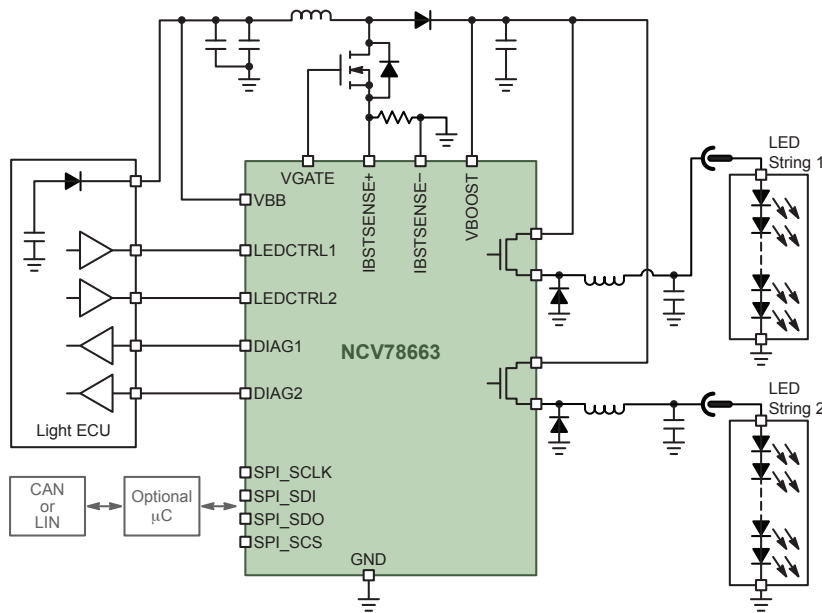 LED
String 1
VGATE
IBSTSENSE+
IBSTSENSE−
VBOOST
VBB
LEDCTRL1
LEDCTRL2
DIAG1
DIAG2
NCV78663
Light ECU
LED
String 2
CAN
or
LIN
Optional
μC
SPI_SCLK
SPI_SDI
SPI_SDO
SPI_SCS
GND